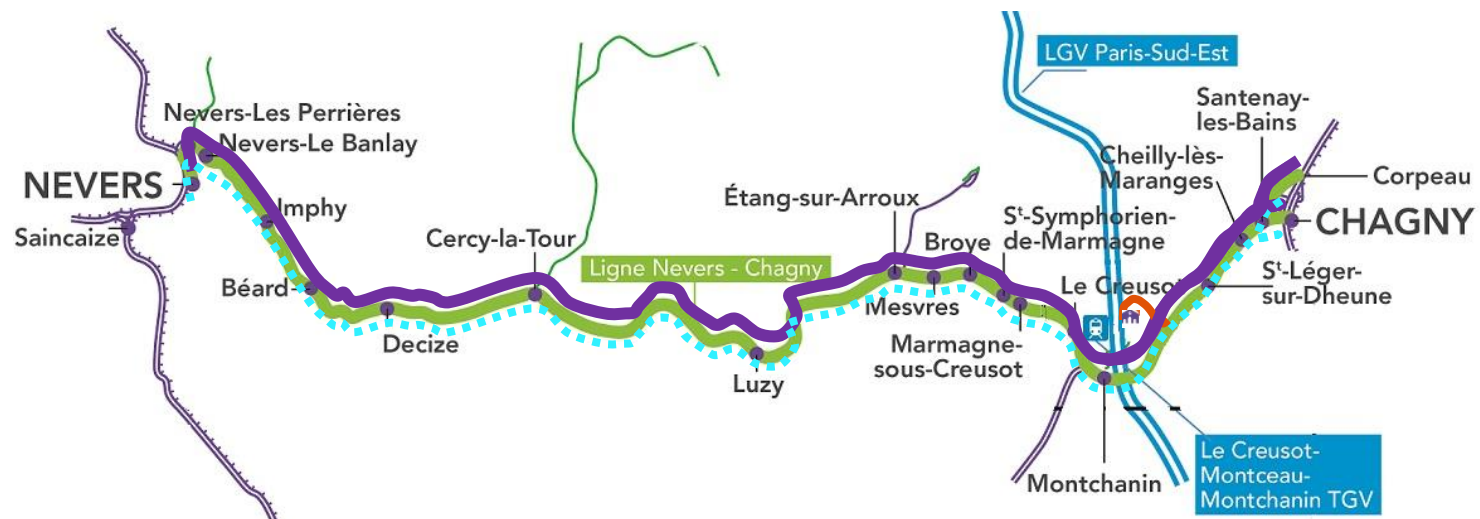 LGV Paris-Sud-Est
Santenay-
les-Bains
Nevers-Les Perrières
Nevers-Le Banlay
Cheilly-lès-
Maranges
Corpeau
NEVERS
Étang-sur-Arroux
Imphy
Sᵗ-Symphorien-
de-Marmagne
CHAGNY
Saincaize
Cercy-la-Tour
Broye
Ligne Nevers - Chagny
Sᵗ-Léger-
sur-Dheune
Béard
Le Creusot
Mesvres
Decize
Marmagne-
sous-Creusot
Luzy
Le Creusot-
Montceau-
Montchanin TGV
Montchanin